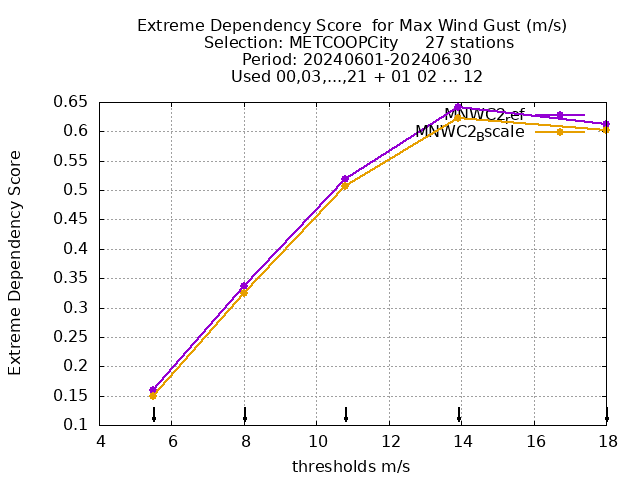 Extreme Dependency Score  for Max Wind Gust (m/s)
Selection: METCOOPCity     27 stations
Period: 20240601-20240630
Used 00,03,...,21 + 01 02 ... 12
Extreme Dependency Score
0.65
0.6
0.55
0.5
0.45
0.4
0.35
0.3
0.25
0.2
0.15
0.1
MNWC2_ref
MNWC2_Bscale
4 6 8 10 12 14 16 18
thresholds m/s